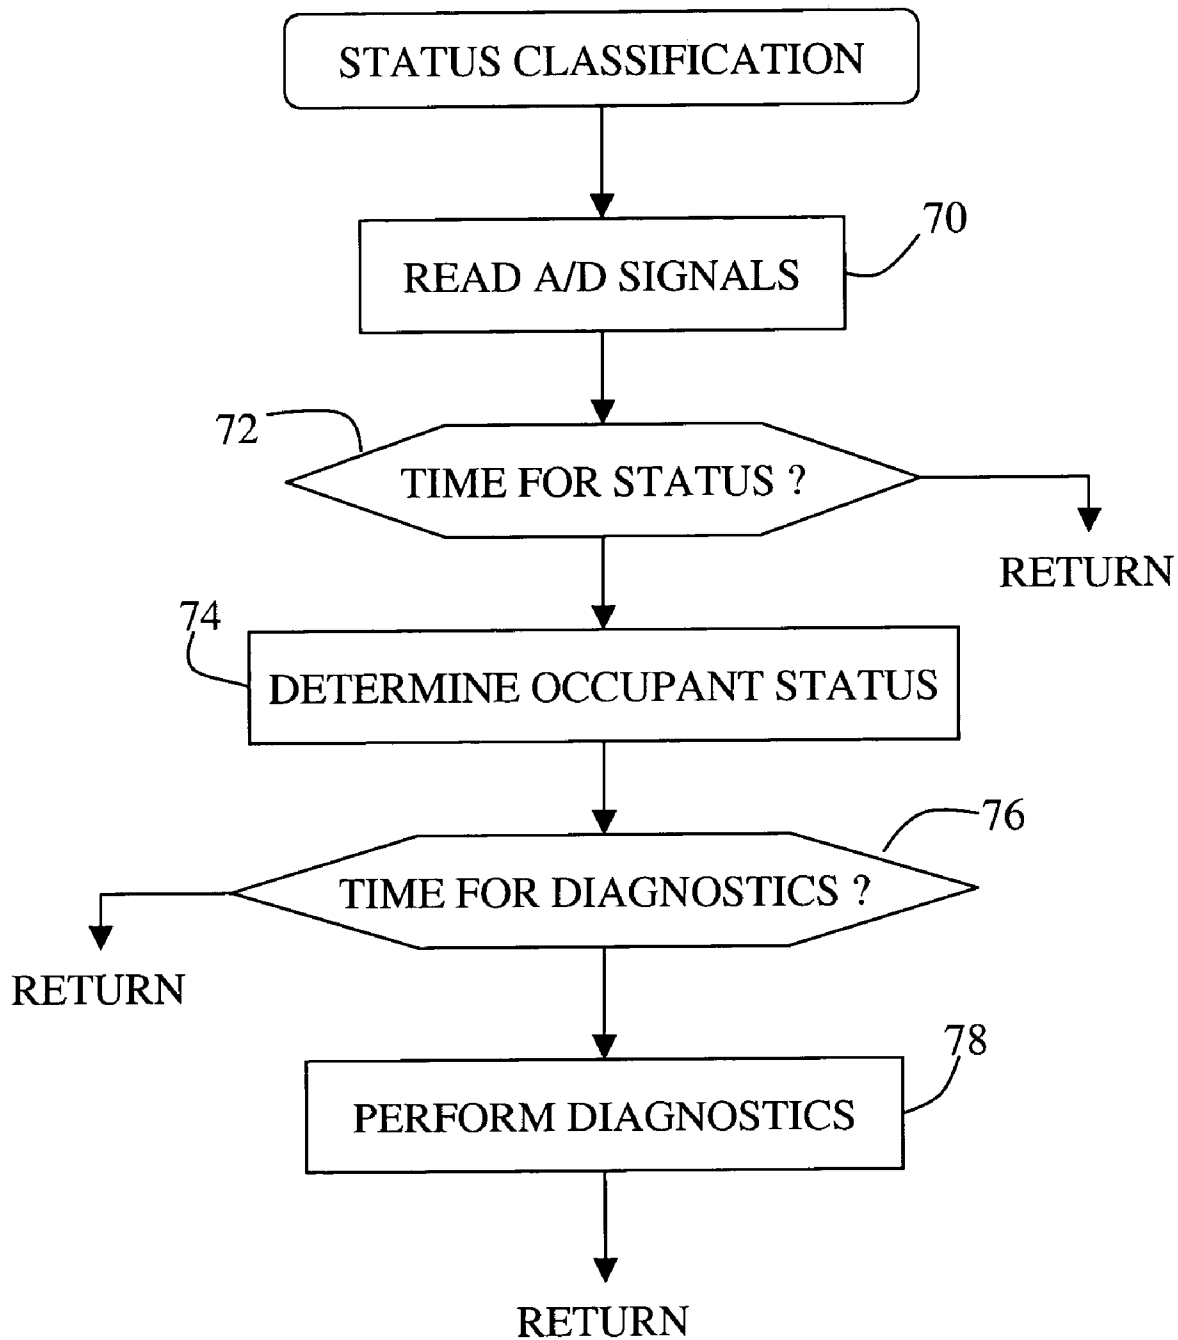 STATUS CLASSIFICATION
70
READ A/D SIGNALS
72
TIME FOR STATUS ?
RETURN
74
DETERMINE OCCUPANT STATUS
76
TIME FOR DIAGNOSTICS ?
RETURN
78
PERFORM DIAGNOSTICS
RETURN